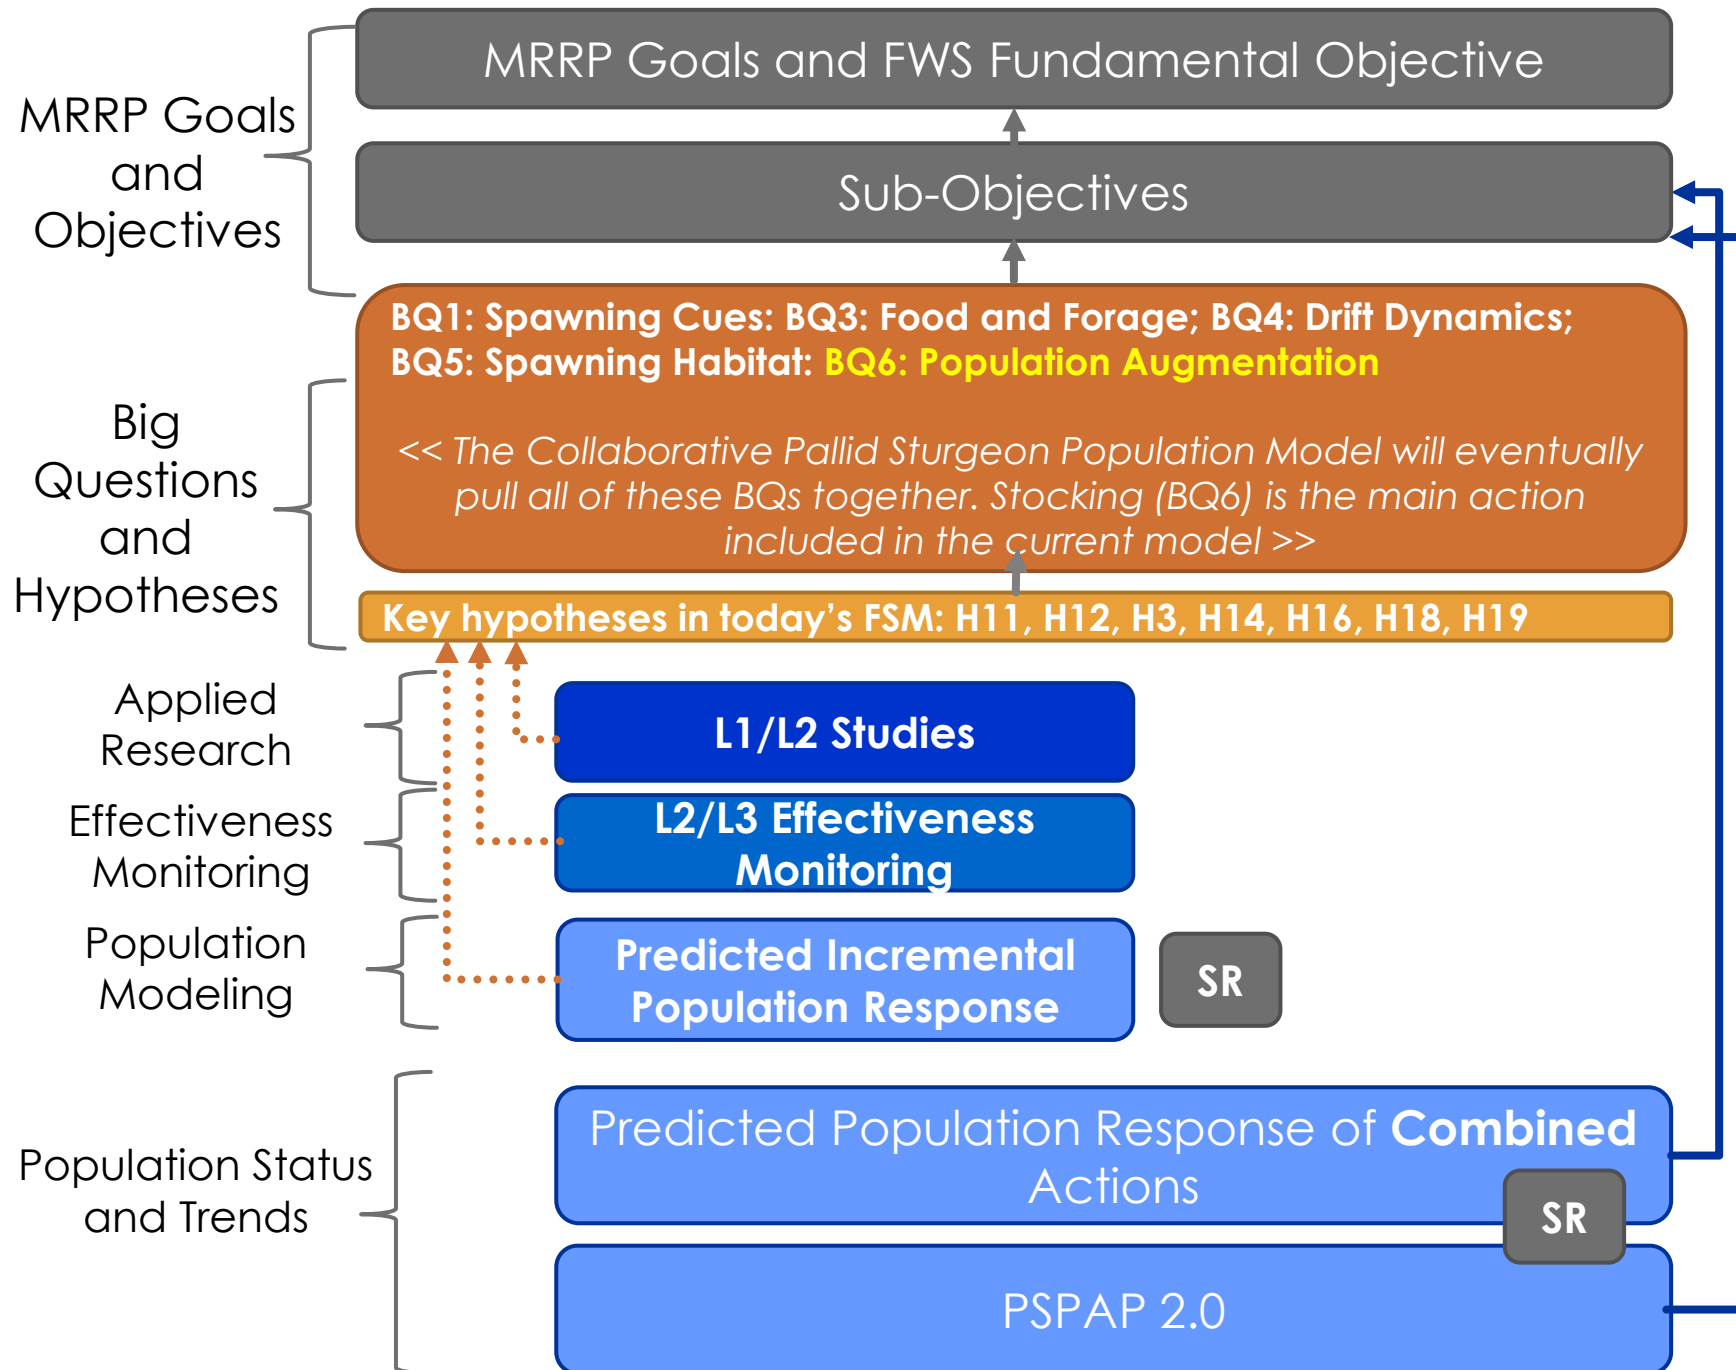 MRRP Goals and FWS Fundamental Objective
MRRP Goals
and
Objectives
Sub-Objectives
BQ1: Spawning Cues: BQ3: Food and Forage; BQ4: Drift Dynamics;
BQ5: Spawning Habitat: BQ6: Population Augmentation
<< The Collaborative Pallid Sturgeon Population Model will eventually
pull all of these BQs together. Stocking (BQ6) is the main action
included in the current model >>
Big
Questions
and
Hypotheses
Key hypotheses in today's FSM: H11, H12, H3, H14, H16, H18, H19
Applied
Research
L1/L2 Studies
Effectiveness
Monitoring
L2/L3 Effectiveness
Monitoring
Population
Modeling
Predicted Incremental
Population Response
SR
Population Status
and Trends
Predicted Population Response of Combined
Actions
SR
PSPAP 2.0